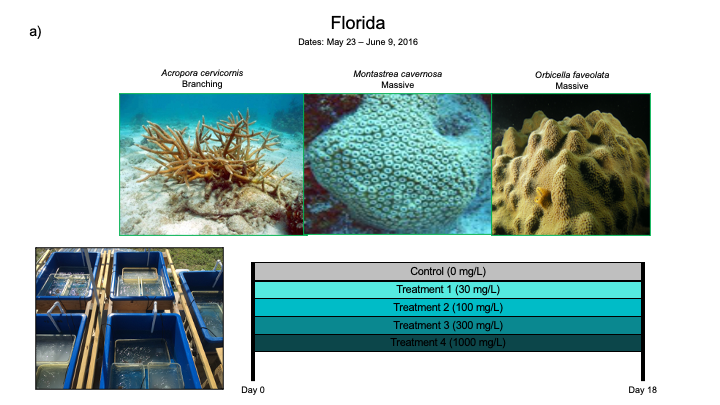 Florida
a)
Dates: May 23 – June 9, 2016
Acropora cervicornis
Branching
Montastrea cavernosa
Massive
Orbicella faveolata
Massive
Control (0 mg/L)
Treatment 1 (30 mg/L)
Treatment 2 (100 mg/L)
Treatment 3 (300 mg/L)
Treatment 4 (1000 mg/L)
Day 0
Day 18